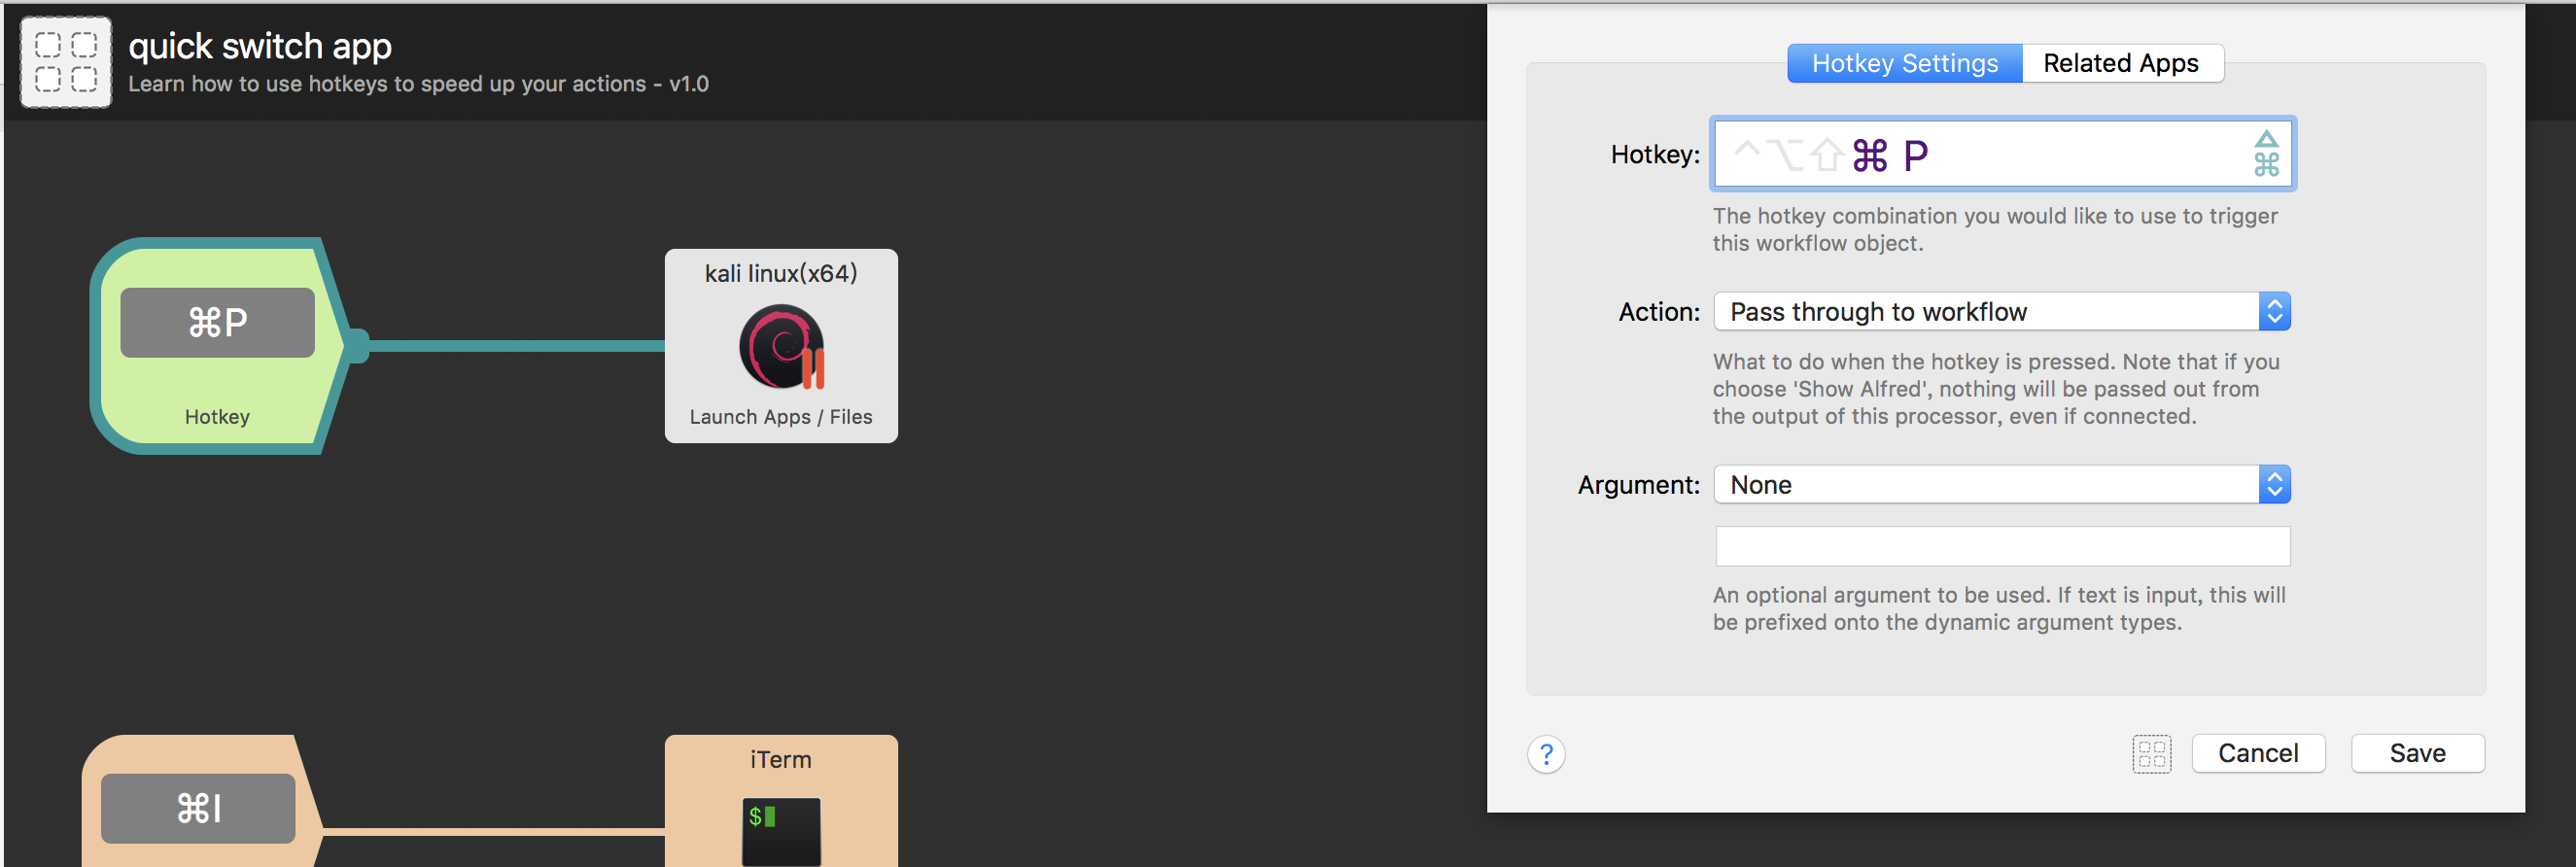 quick switch app
Learn how to use hotkeys to speed up your actions - v1.0
⌘P
Hotkey
kali linux(x64)
Launch Apps / Files
⌘I
iTerm
$
Hotkey Settings
Related Apps
Hotkey: ⌃⌥⇧⌘ P
The hotkey combination you would like to use to trigger
this workflow object.
Action: Pass through to workflow
What to do when the hotkey is pressed. Note that if you
choose 'Show Alfred', nothing will be passed out from
the output of this processor, even if connected.
Argument: None
An optional argument to be used. If text is input, this will
be prefixed onto the dynamic argument types.
?
Cancel
Save